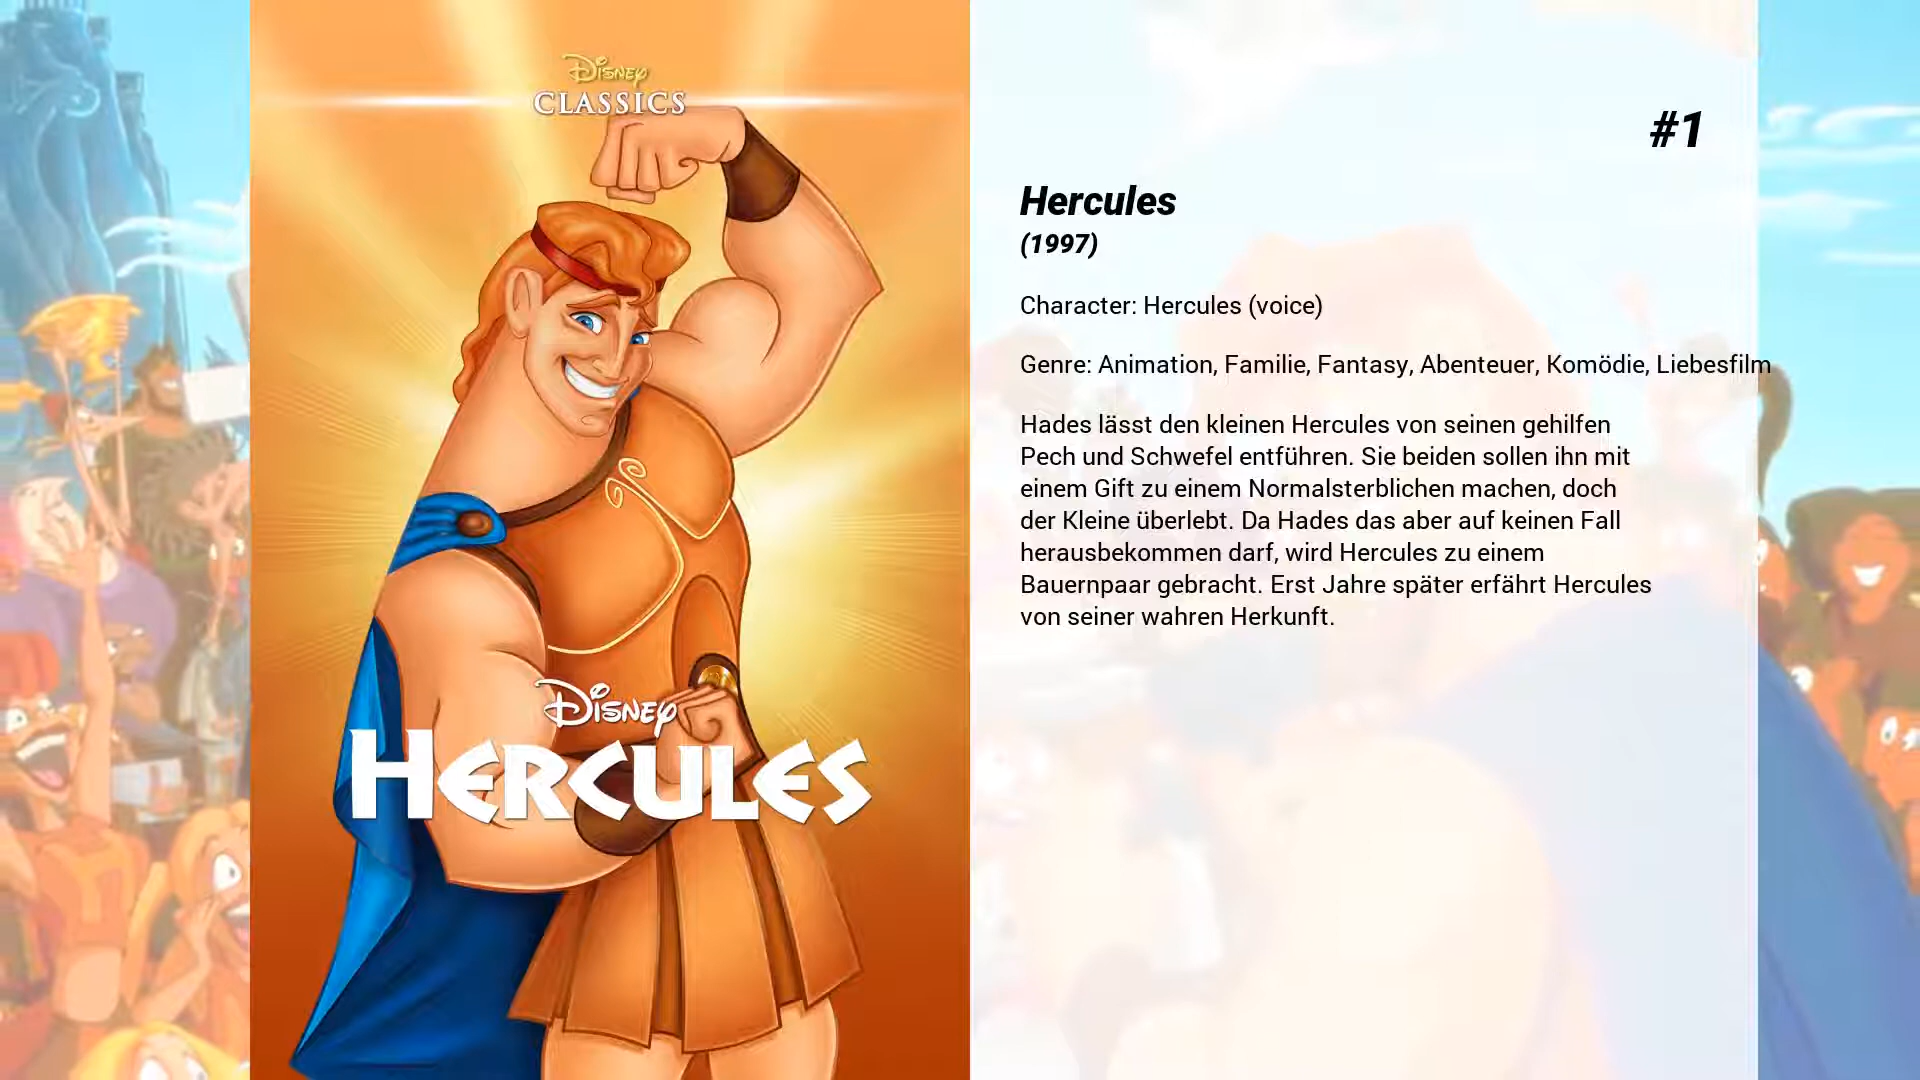 Disney
CLASSICS
Disney
HERCULES
#1
Hercules
(1997)
Character: Hercules (voice)
Genre: Animation, Familie, Fantasy, Abenteuer, Komödie, Liebesfilm
Hades lässt den kleinen Hercules von seinen gehilfen
Pech und Schwefel entführen. Sie beiden sollen ihn mit
einem Gift zu einem Normalsterblichen machen, doch
der Kleine überlebt. Da Hades das aber auf keinen Fall
herausbekommen darf, wird Hercules zu einem
Bauernpaar gebracht. Erst Jahre später erfährt Hercules
von seiner wahren Herkunft.